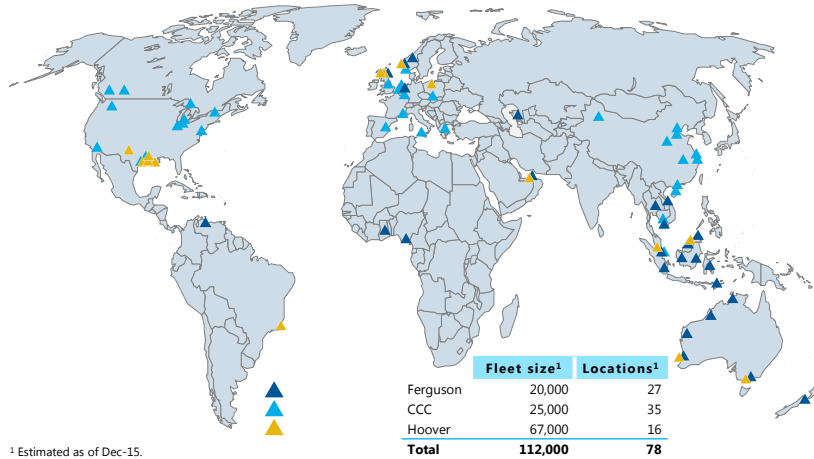 Fleet size¹ Locations¹
Ferguson 20,000 27
CCC 25,000 35
Hoover 67,000 16
Total 112,000 78
¹ Estimated as of Dec-15.